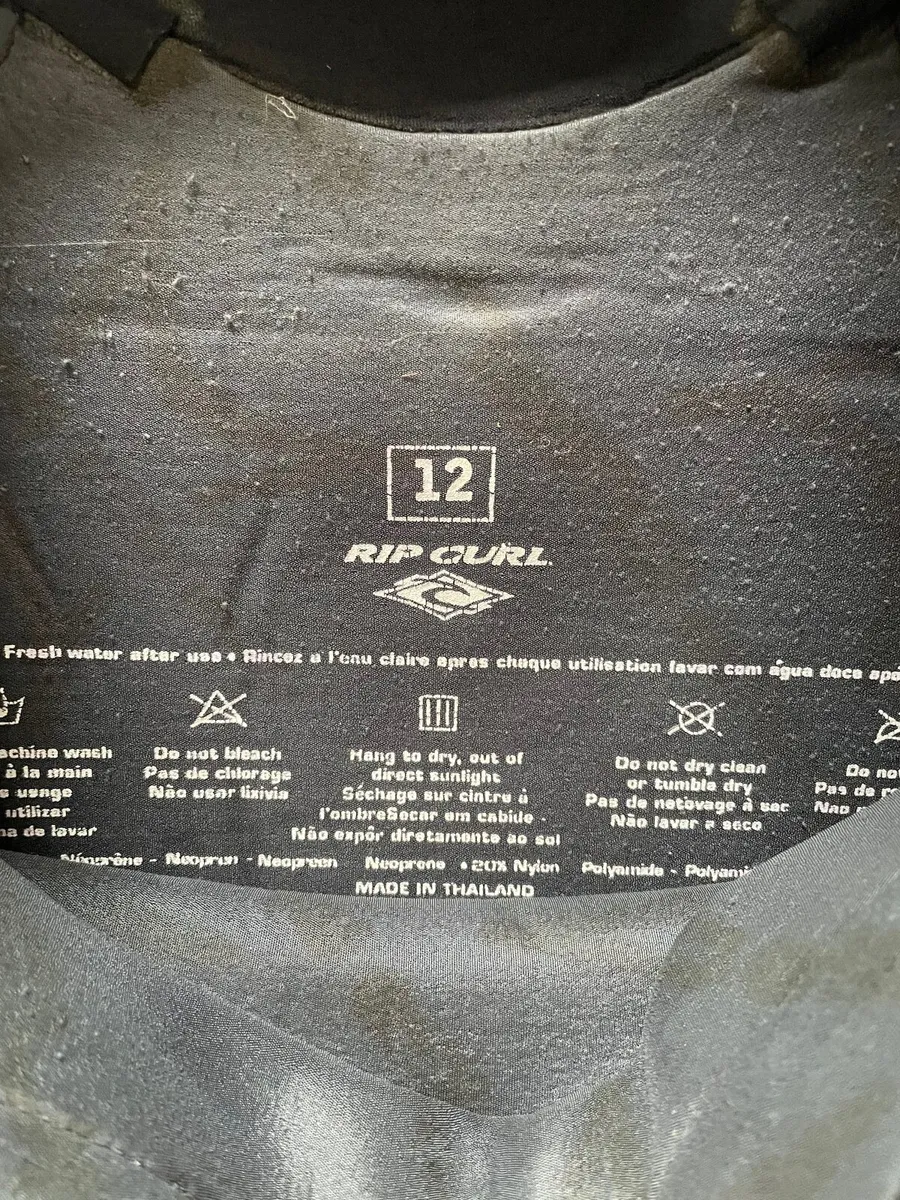 12
RIP CURL
Fresh water after use • Rincez a l'eau claire apres chaque utilisation lavar com água doce apó
achine wash
à la main
s usage
utilizar
na de lavar
Do not bleach
Pas de chlorage
Não usar lixivia
Hang to dry, out of
direct sunlight
Séchage sur cintre à
l'ombreSecar em cabide -
Não expôr diretamente ao sol
Do not dry clean
or tumble dry
Pas de netovage à sec
Não lavar a seco
Do no
Pas de r
Nao
Néoprène - Neopren - Neopreen Neoprene • 20% Nylon Polyamide - Polyami
MADE IN THAILAND